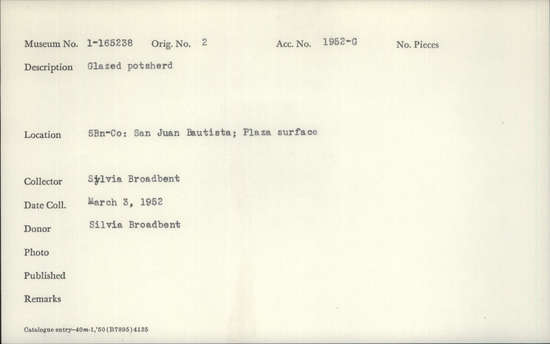 Museum No. 1-165238 Orig. No. 2 Acc. No. 1952-G No. Pieces
Description Glazed potsherd
Location SBn-Co: San Juan Bautista; Plaza surface
Collector Sylvia Broadbent
Date Coll. March 3, 1952
Donor Silvia Broadbent
Photo
Published
Remarks
Catalogue entry—40m-1,'50(B7895)4135